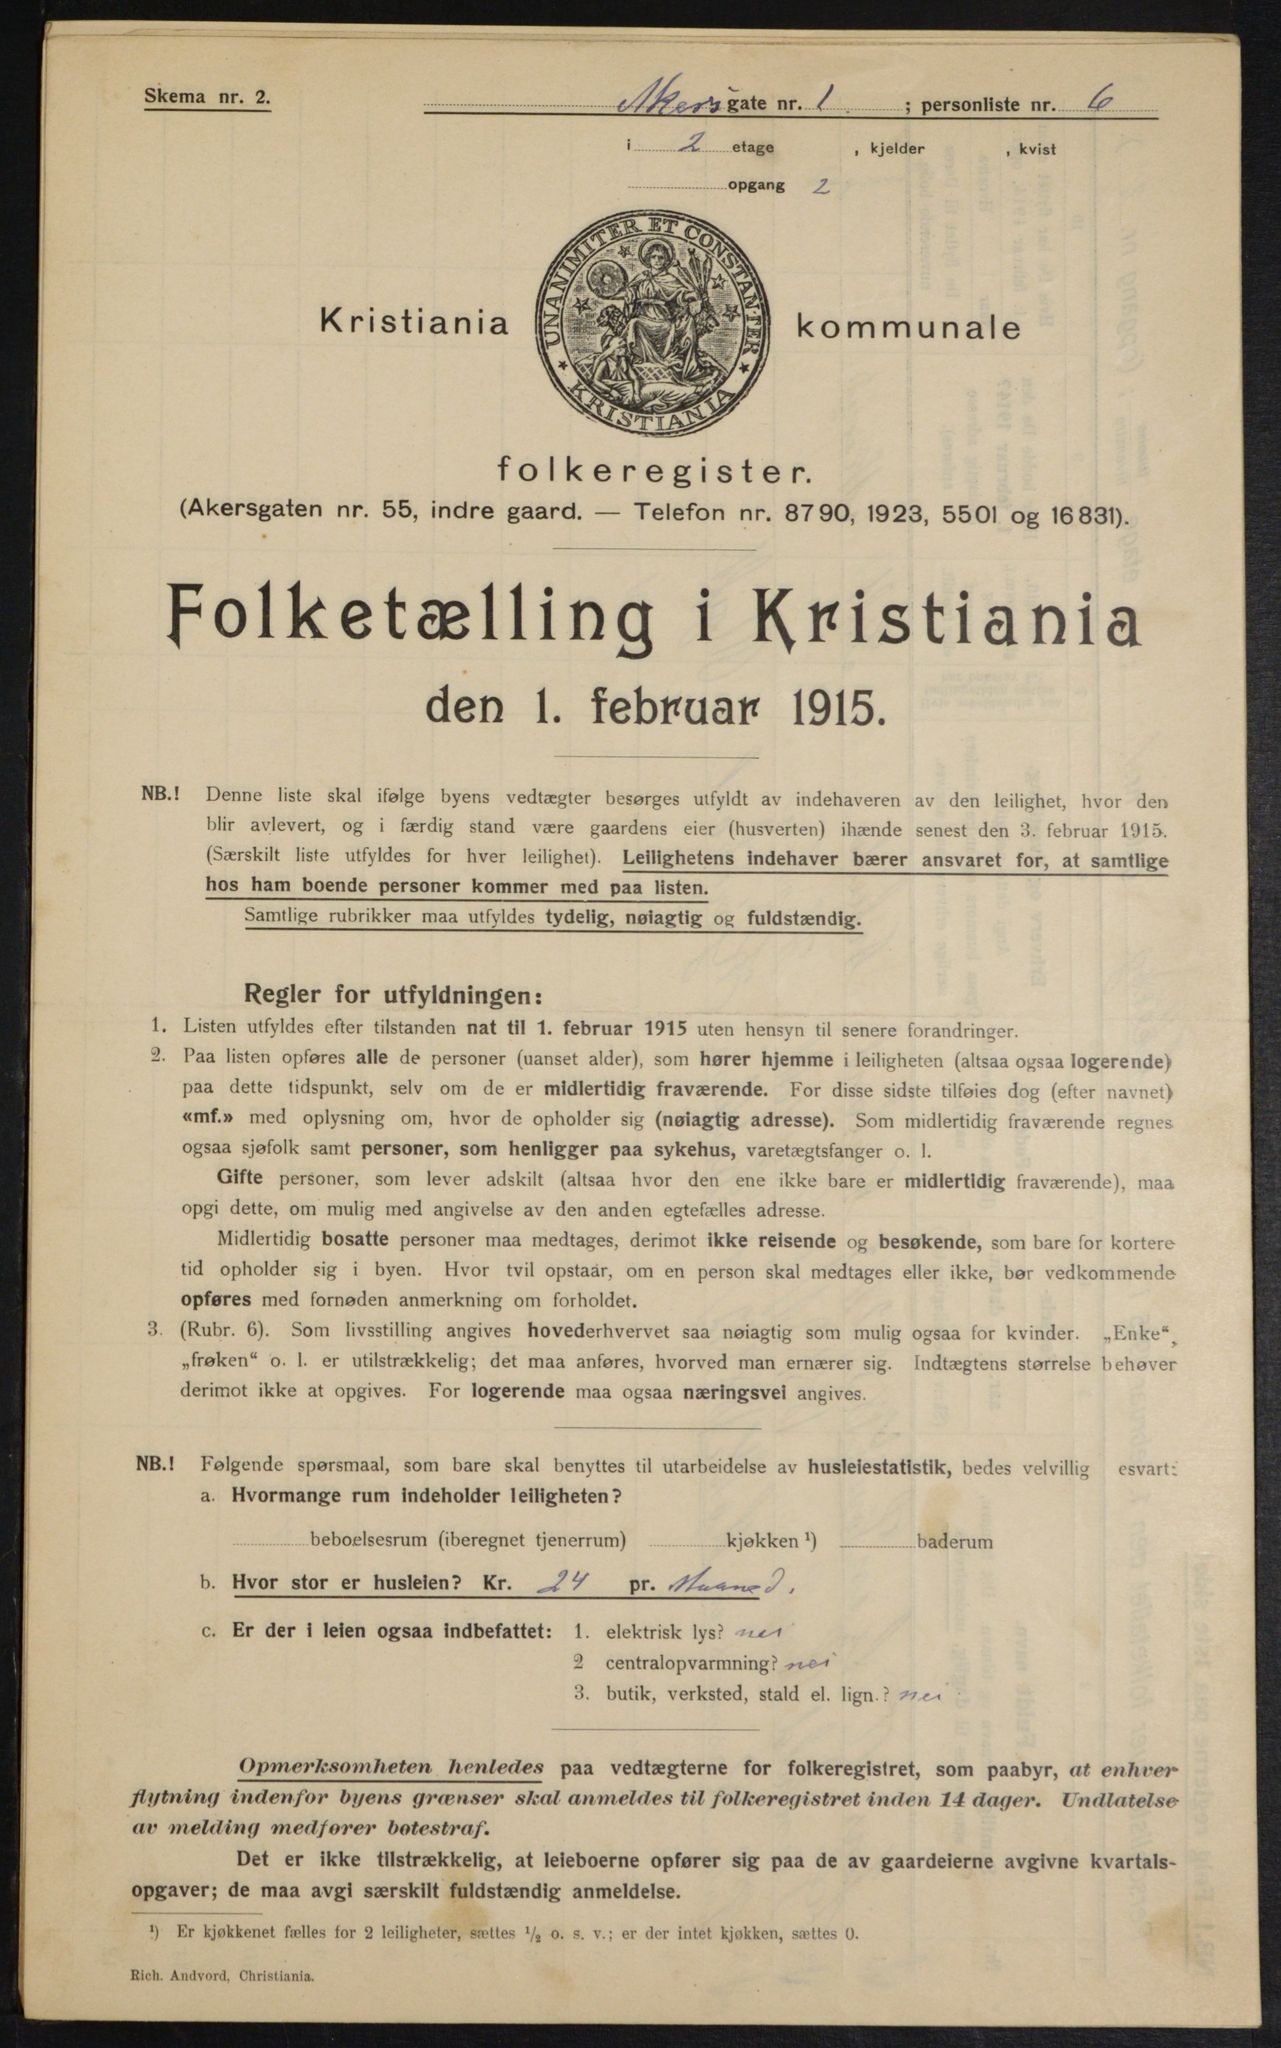 Skema nr. 2.
Akersgate nr. 1 ; personliste nr. 6
i 2 etage , kjelder , kvist
opgang 2
UNANIMITER ET CONSTANTER
KRISTIANIA
Kristiania kommunale
folkeregister.
(Akersgaten nr. 55, indre gaard. — Telefon nr. 8790, 1923, 5501 og 16831).
Folketælling i Kristiania
den 1. februar 1915.
NB.! Denne liste skal ifølge byens vedtægter besørges utfyldt av indehaveren av den leilighet, hvor den
blir avlevert, og i færdig stand være gaardens eier (husverten) ihænde senest den 3. februar 1915.
(Særskilt liste utfyldes for hver leilighet). Leilighetens indehaver bærer ansvaret for, at samtlige
hos ham boende personer kommer med paa listen.
Samtlige rubrikker maa utfyldes tydelig, nøiagtig og fuldstændig.
Regler for utfyldningen:
1. Listen utfyldes efter tilstanden nat til 1. februar 1915 uten hensyn til senere forandringer.
2. Paa listen opføres alle de personer (uanset alder), som hører hjemme i leiligheten (altsaa ogsaa logerende)
paa dette tidspunkt, selv om de er midlertidig fraværende. For disse sidste tilføies dog (efter navnet)
«mf.» med oplysning om, hvor de opholder sig (nøiagtig adresse). Som midlertidig fraværende regnes
ogsaa sjøfolk samt personer, som henligger paa sykehus, varetægtsfanger o. l.
Gifte personer, som lever adskilt (altsaa hvor den ene ikke bare er midlertidig fraværende), maa
opgi dette, om mulig med angivelse av den anden egtefælles adresse.
Midlertidig bosatte personer maa medtages, derimot ikke reisende og besøkende, som bare for kortere
tid opholder sig i byen. Hvor tvil opstaar, om en person skal medtages eller ikke, bør vedkommende
opføres med fornøden anmerkning om forholdet.
3. (Rubr. 6). Som livsstilling angives hovederhvervet saa nøiagtig som mulig ogsaa for kvinder. „Enke“,
„frøken“ o. l. er utilstrækkelig; det maa anføres, hvorved man ernærer sig. Indtægtens størrelse behøver
derimot ikke at opgives. For logerende maa ogsaa næringsvei angives.
NB.! Følgende spørsmaal, som bare skal benyttes til utarbeidelse av husleiestatistik, bedes velvillig esvart:
a. Hvormange rum indeholder leiligheten?
beboelsesrum (iberegnet tjenerrum) kjøkken ¹) baderum
b. Hvor stor er husleien? Kr. 24 pr. Maaned.
c. Er der i leien ogsaa indbefattet: 1. elektrisk lys? nei
2 centralopvarmning? nei
3. butik, verksted, stald el. lign.? nei
Opmerksomheten henledes paa vedtægterne for folkeregistret, som paabyr, at enhver
flytning indenfor byens grænser skal anmeldes til folkeregistret inden 14 dager. Undlatelse
av melding medfører bøtestraf.
Det er ikke tilstrækkelig, at leieboerne opfører sig paa de av gaardeierne avgivne kvartals-
opgaver; de maa avgi særskilt fuldstændig anmeldelse.
¹) Er kjøkkenet fælles for 2 leiligheter, sættes ½ o. s. v.; er der intet kjøkken, sættes 0.
Rich. Andvord, Christiania.